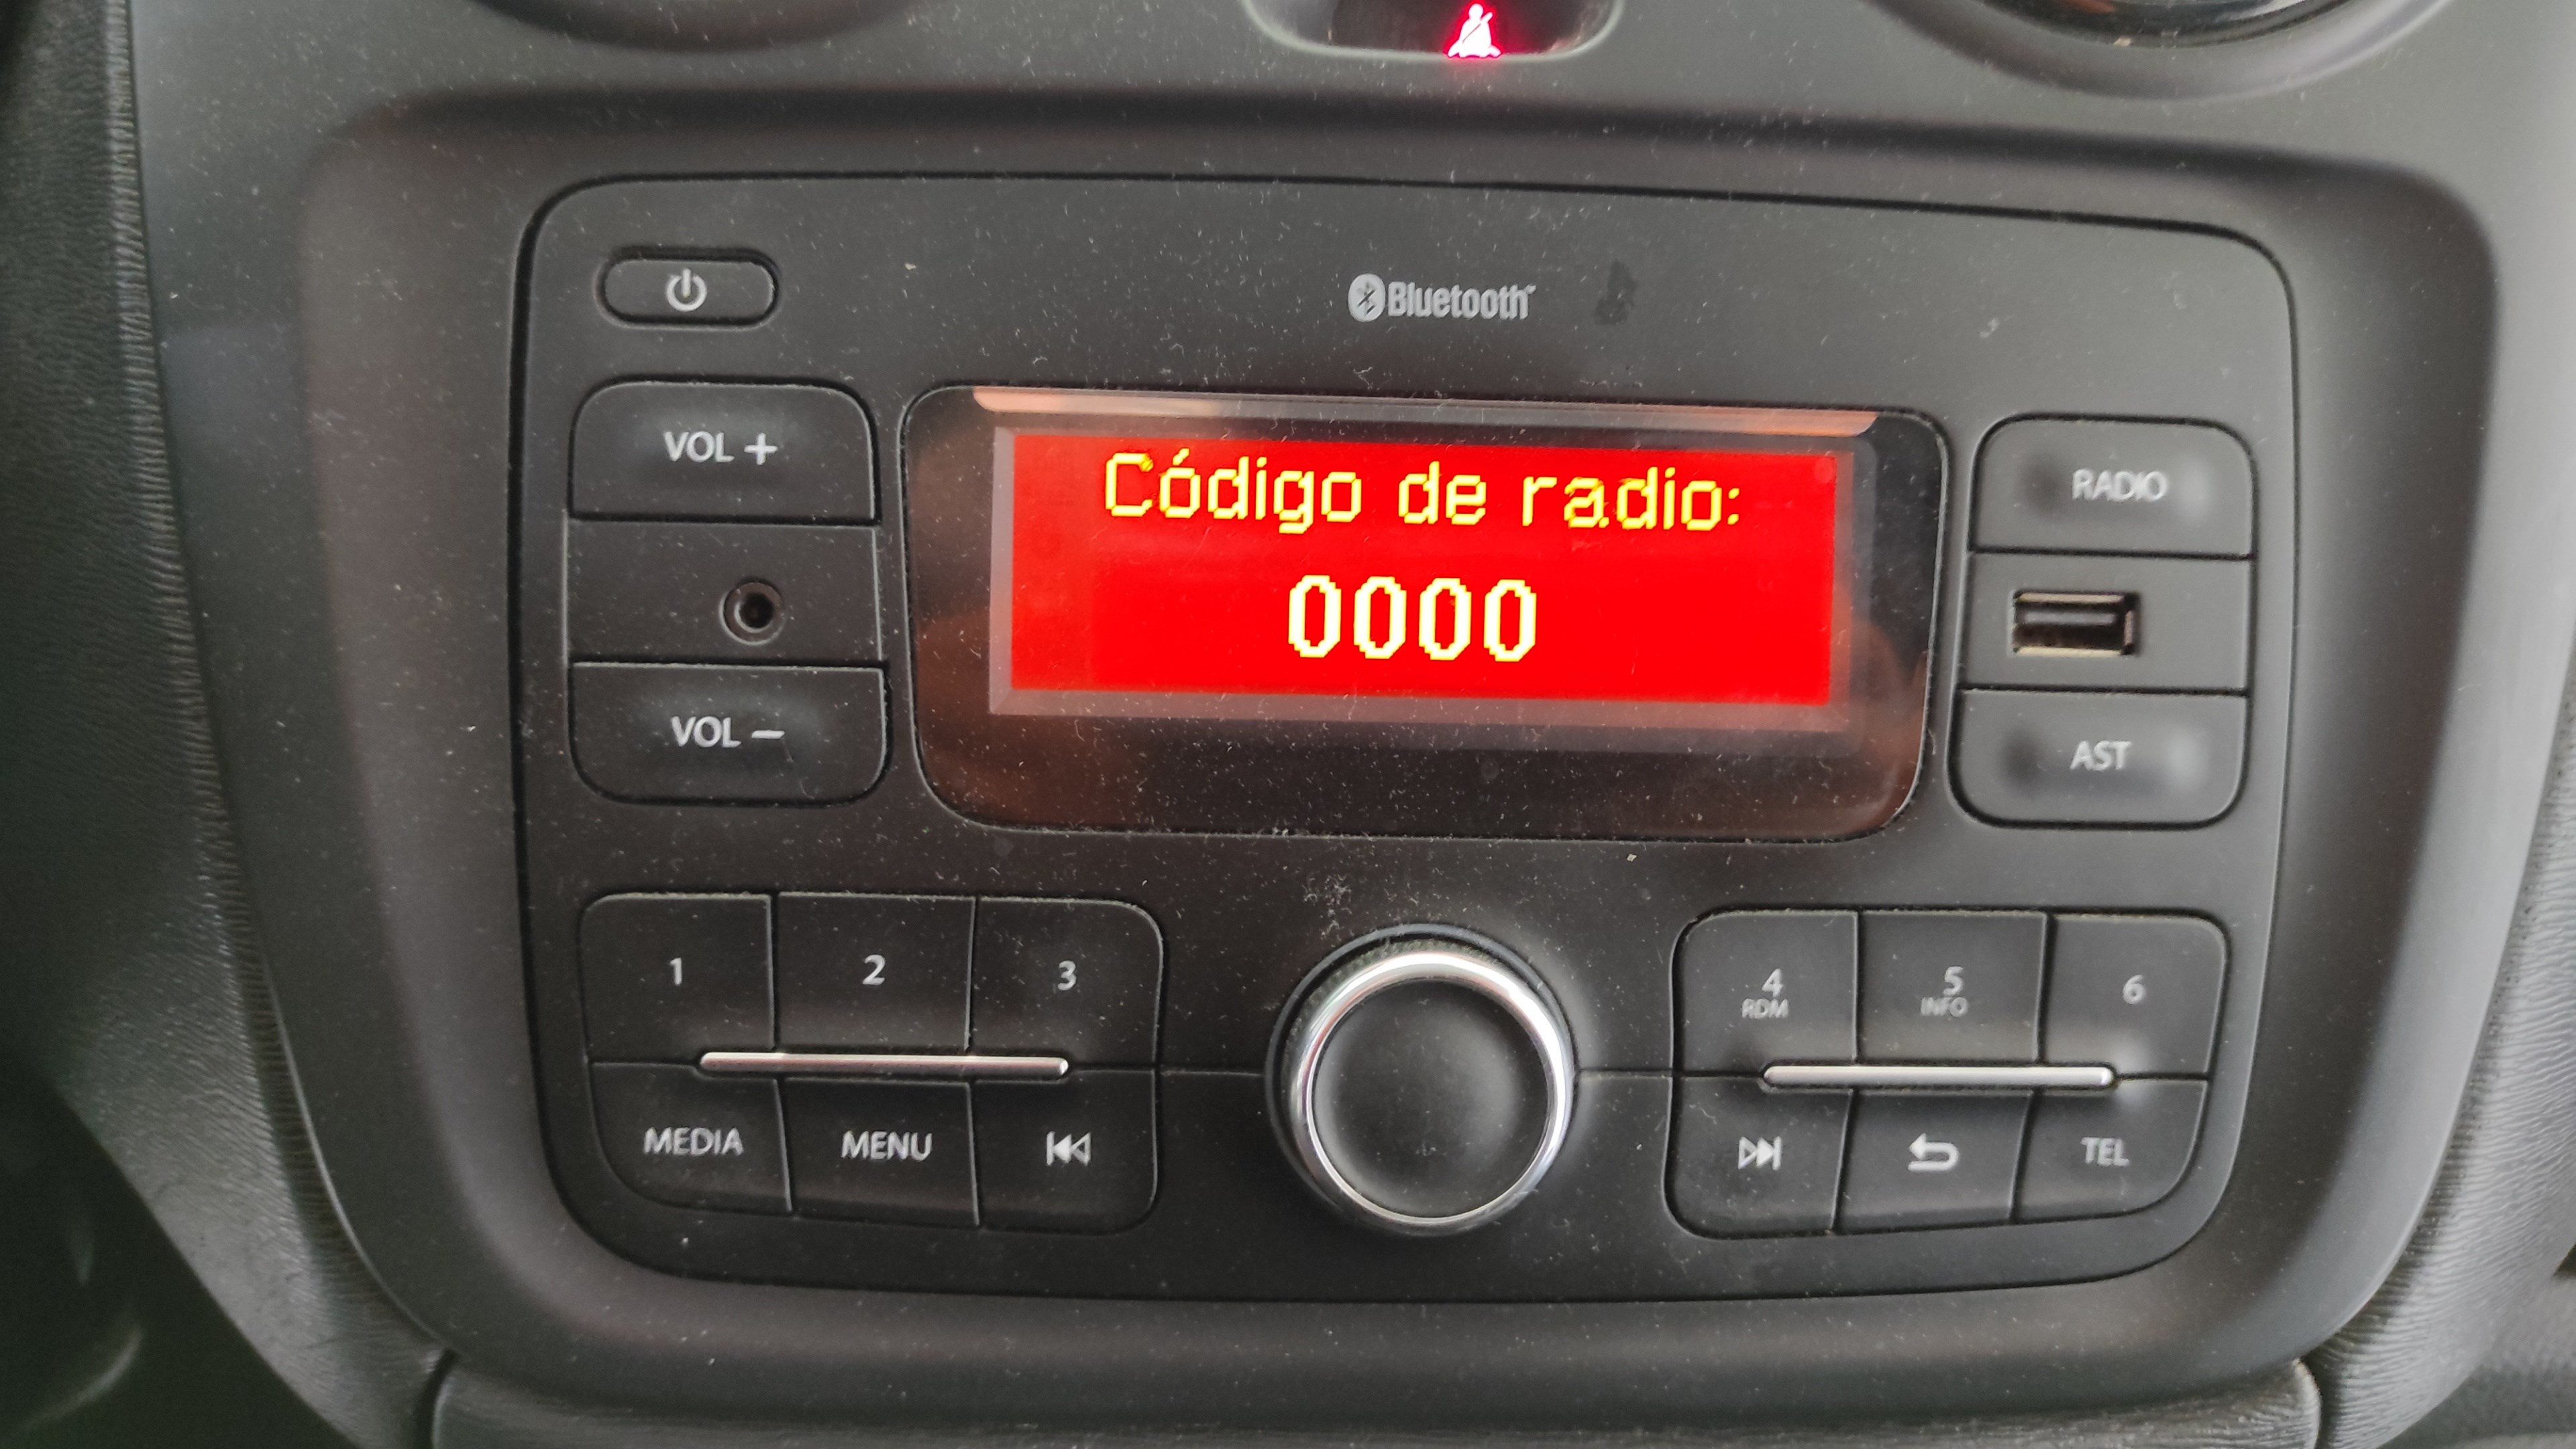 Bluetooth
VOL +
Código de radio:
0000
VOL −
RADIO
AST
1 2 3
4 5 6
RDM INFO
MEDIA MENU
TEL